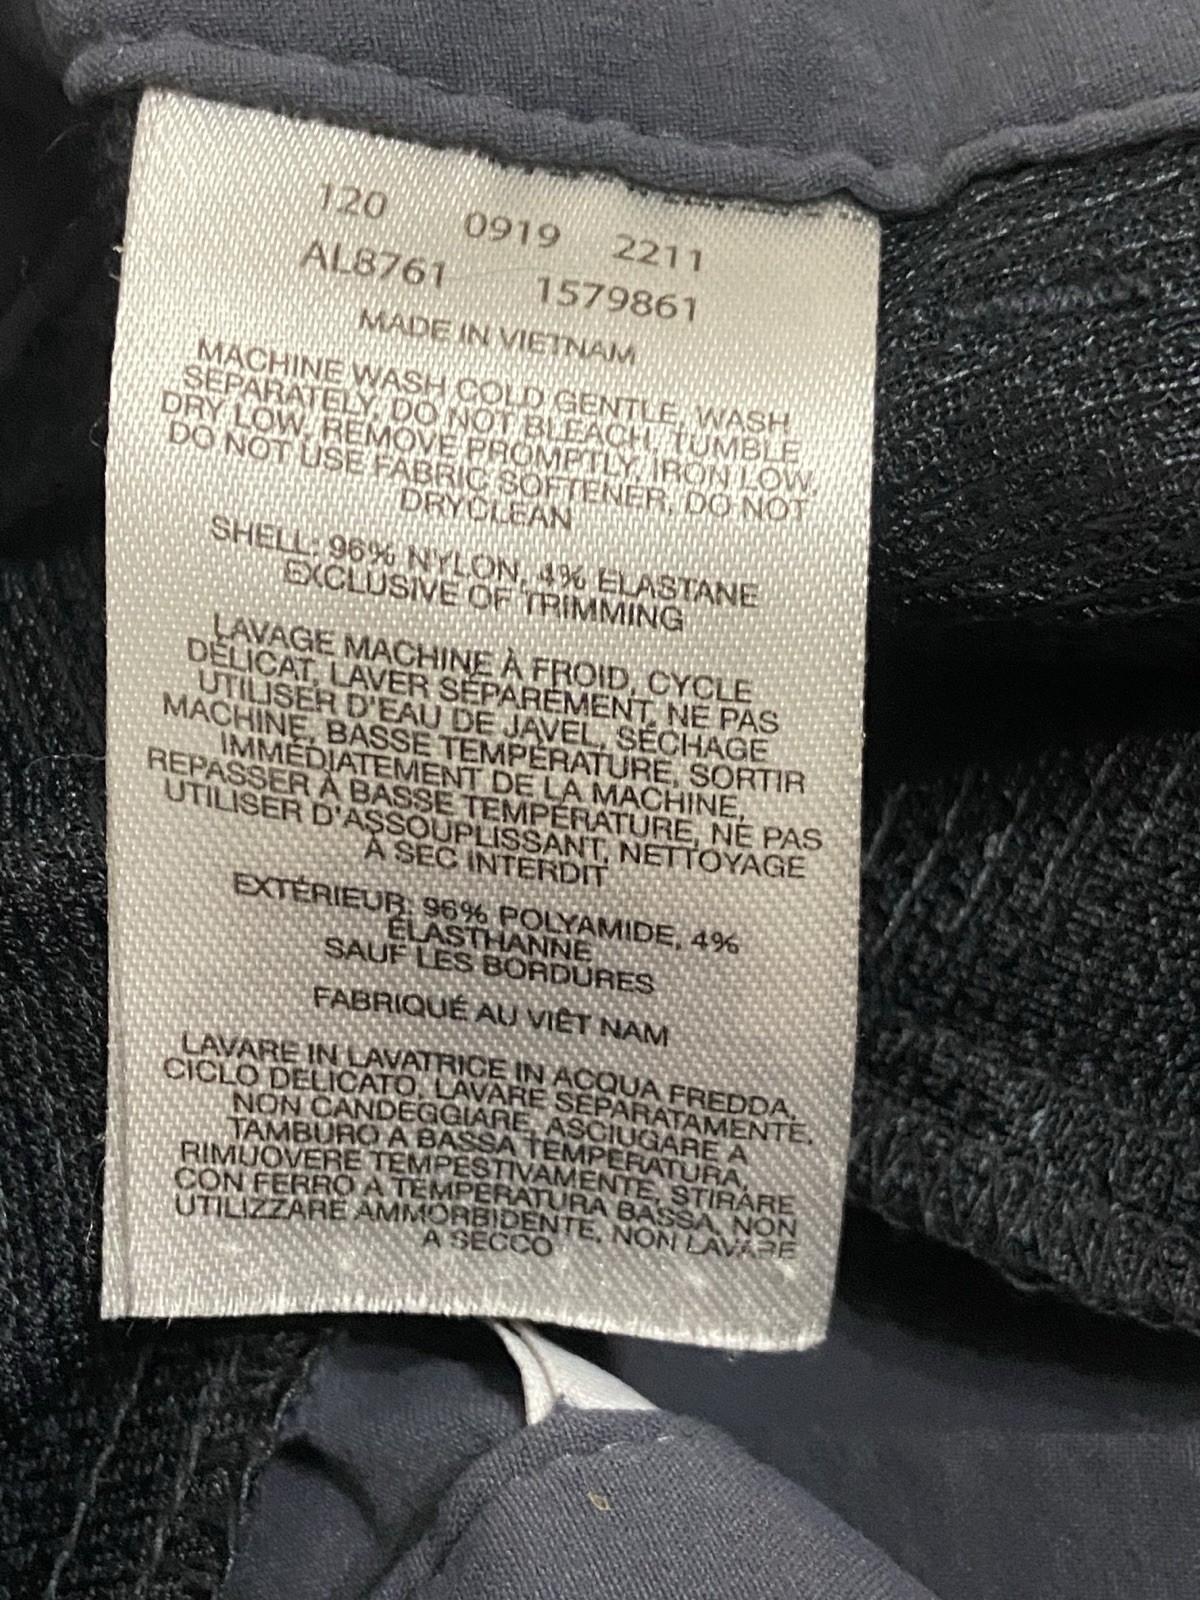 120 0919 2211
AL8761 1579861
MADE IN VIETNAM
MACHINE WASH COLD GENTLE, WASH
SEPARATELY, DO NOT BLEACH, TUMBLE
DRY LOW, REMOVE PROMPTLY, IRON LOW,
DO NOT USE FABRIC SOFTENER, DO NOT
DRYCLEAN
SHELL: 96% NYLON, 4% ELASTANE
EXCLUSIVE OF TRIMMING
LAVAGE MACHINE À FROID, CYCLE
DÉLICAT, LAVER SÉPARÉMENT, NE PAS
UTILISER D'EAU DE JAVEL, SÉCHAGE
MACHINE, BASSE TEMPÉRATURE, SORTIR
IMMÉDIATEMENT DE LA MACHINE,
REPASSER À BASSE TEMPÉRATURE, NE PAS
UTILISER D'ASSOUPLISSANT, NETTOYAGE
À SEC INTERDIT
EXTÉRIEUR: 96% POLYAMIDE, 4%
ÉLASTHANNE
SAUF LES BORDURES
FABRIQUÉ AU VIÊT NAM
LAVARE IN LAVATRICE IN ACQUA FREDDA,
CICLO DELICATO, LAVARE SEPARATAMENTE,
NON CANDEGGIARE, ASCIUGARE A
TAMBURO A BASSA TEMPERATURA,
RIMUOVERE TEMPESTIVAMENTE, STIRARE
CON FERRO A TEMPERATURA BASSA, NON
UTILIZZARE AMMORBIDENTE, NON LAVARE
A SECCO